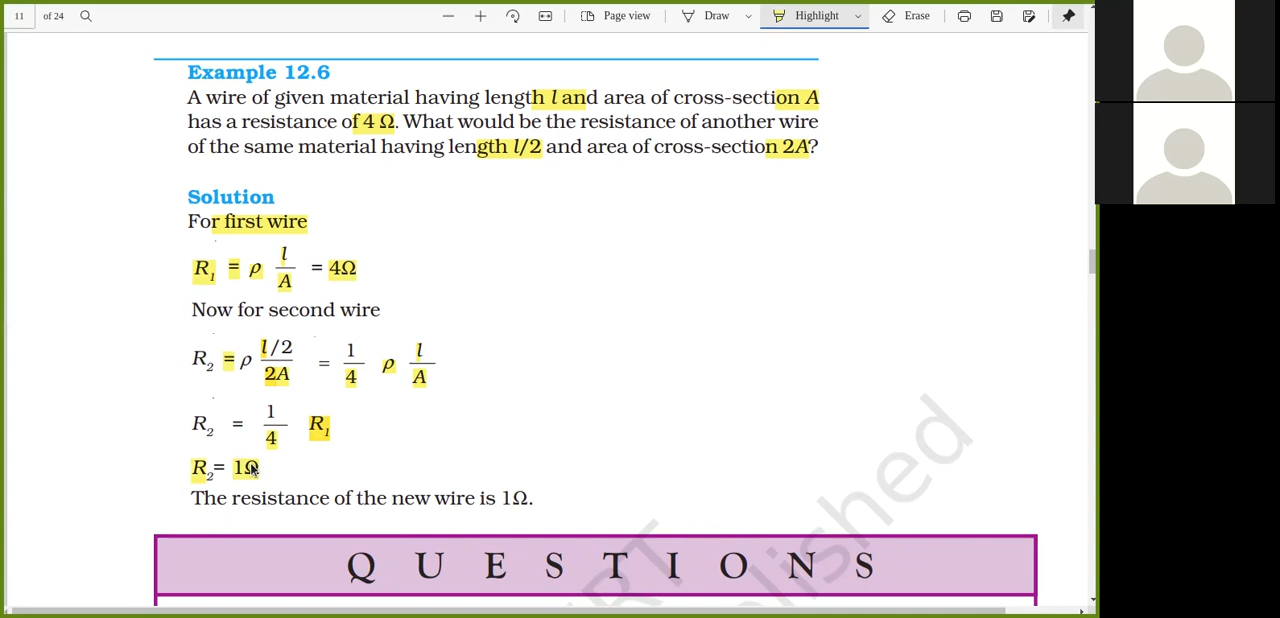 11 of 24 Page view Draw Highlight Erase
Example 12.6
A wire of given material having length l and area of cross-section A
has a resistance of 4 Ω. What would be the resistance of another wire
of the same material having length l/2 and area of cross-section 2A?
Solution
For first wire
R₁ = ρ l/A = 4Ω
Now for second wire
R₂ = ρ (l/2)/(2A) = 1/4 ρ l/A
R₂ = 1/4 R₁
R₂= 1Ω
The resistance of the new wire is 1Ω.
QUESTIONS